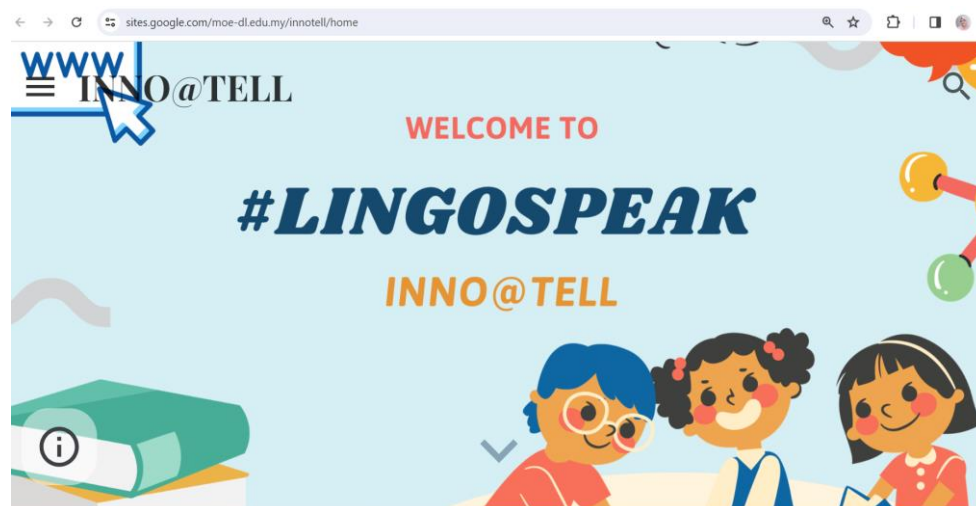 sites.google.com/moe-dl.edu.my/innotell/home
WWW
INNO@TELL
WELCOME TO
#LINGOSPEAK
INNO@TELL